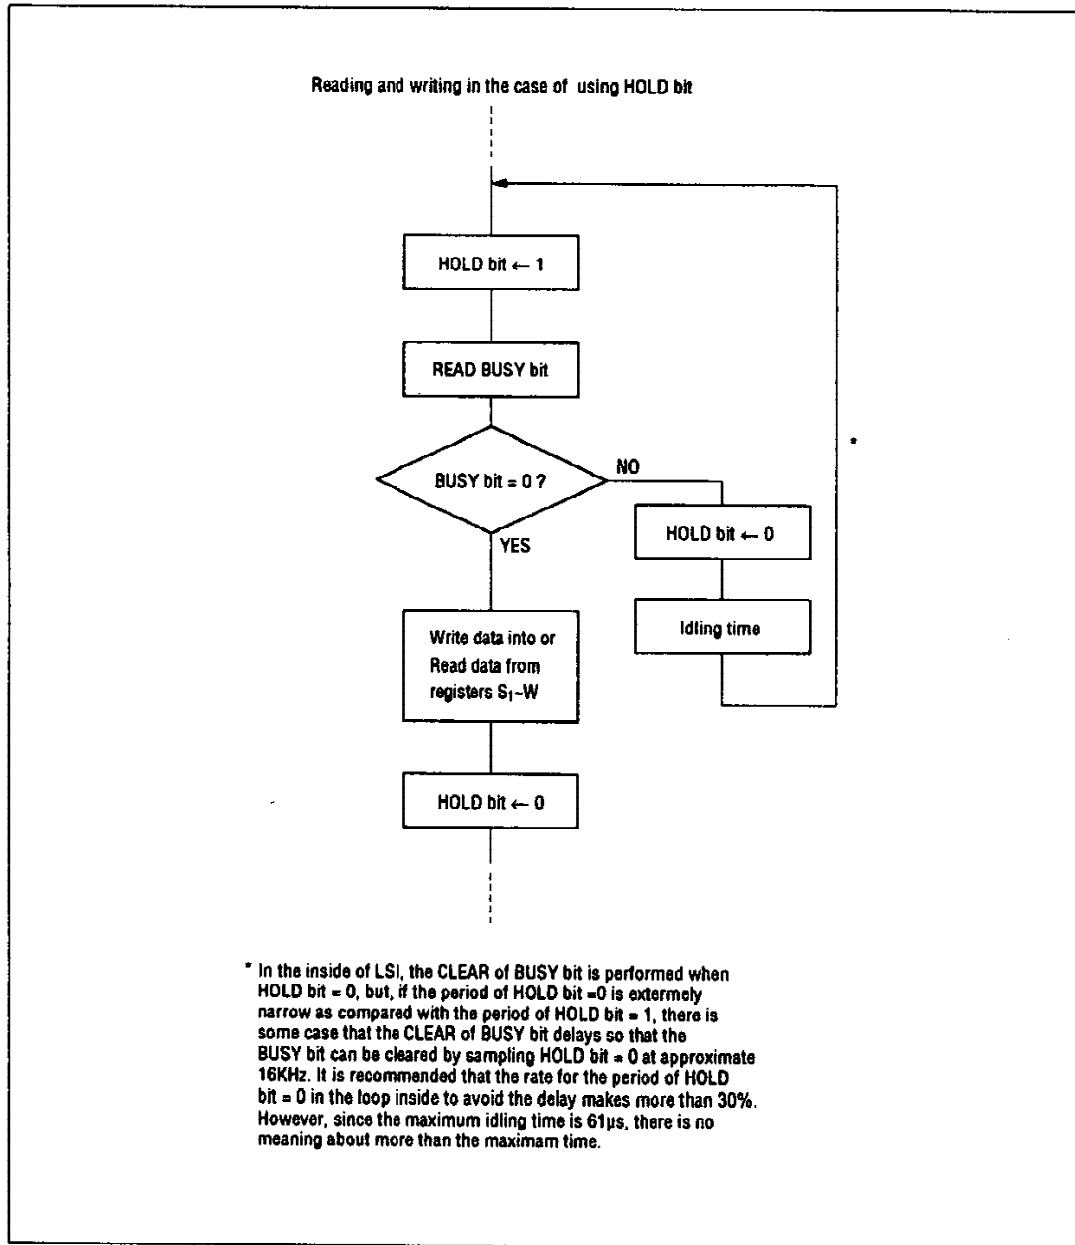 Reading and writing in the case of using HOLD bit
HOLD bit ← 1
READ BUSY bit
BUSY bit = 0 ?
NO
YES
*
HOLD bit ← 0
Idling time
Write data into or
Read data from
registers S₁~W
HOLD bit ← 0
* In the inside of LSI, the CLEAR of BUSY bit is performed when
HOLD bit = 0, but, if the period of HOLD bit =0 is extermely
narrow as compared with the period of HOLD bit = 1, there is
some case that the CLEAR of BUSY bit delays so that the
BUSY bit can be cleared by sampling HOLD bit = 0 at approximate
16KHz. It is recommended that the rate for the period of HOLD
bit = 0 in the loop inside to avoid the delay makes more than 30%.
However, since the maximum idling time is 61µs, there is no
meaning about more than the maximam time.